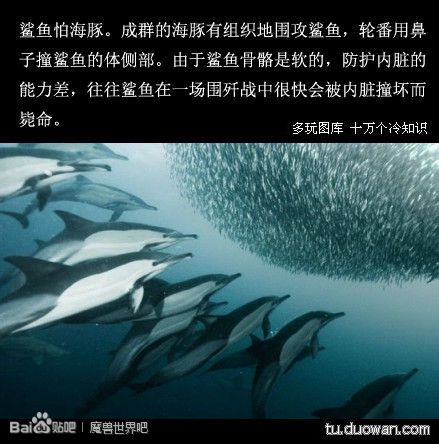 鲨鱼怕海豚。成群的海豚有组织地围攻鲨鱼，轮番用鼻
子撞鲨鱼的体侧部。由于鲨鱼骨骼是软的，防护内脏的
能力差，往往鲨鱼在一场围歼战中很快会被内脏撞坏而
毙命。
多玩图库 十万个冷知识
Bai贴吧 | 魔兽世界吧
tu.duowan.com